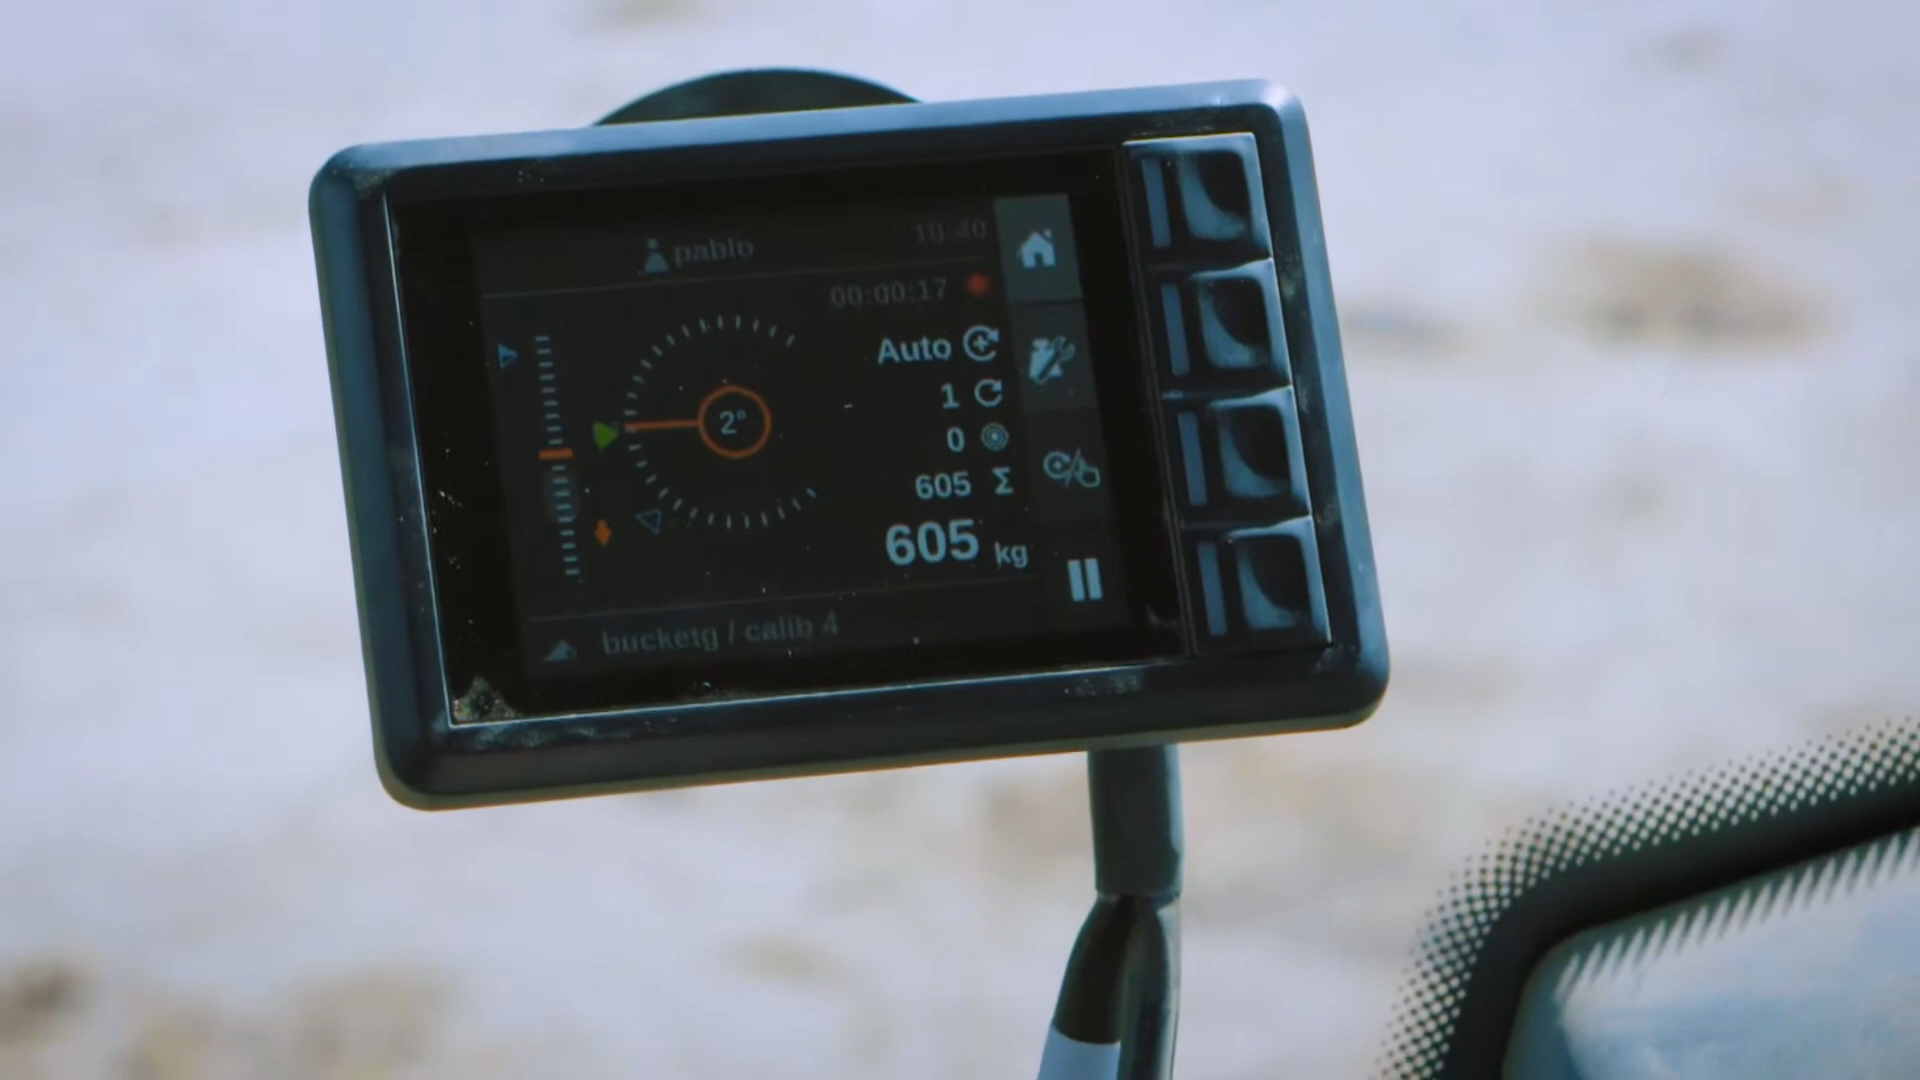 pablo 10:40
00:00:17
Auto
1
0
2°
605 Σ
605 kg
bucketg / calib 4